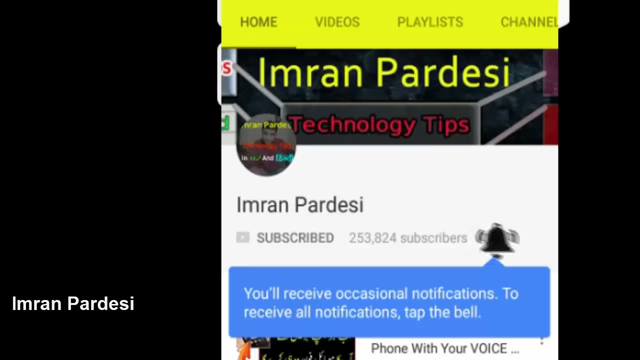 HOME VIDEOS PLAYLISTS CHANNEL
Imran Pardesi
Technology Tips
Imran Pardesi
SUBSCRIBED 253,824 subscribers
You'll receive occasional notifications. To
receive all notifications, tap the bell.
Imran Pardesi
Phone With Your VOICE ...